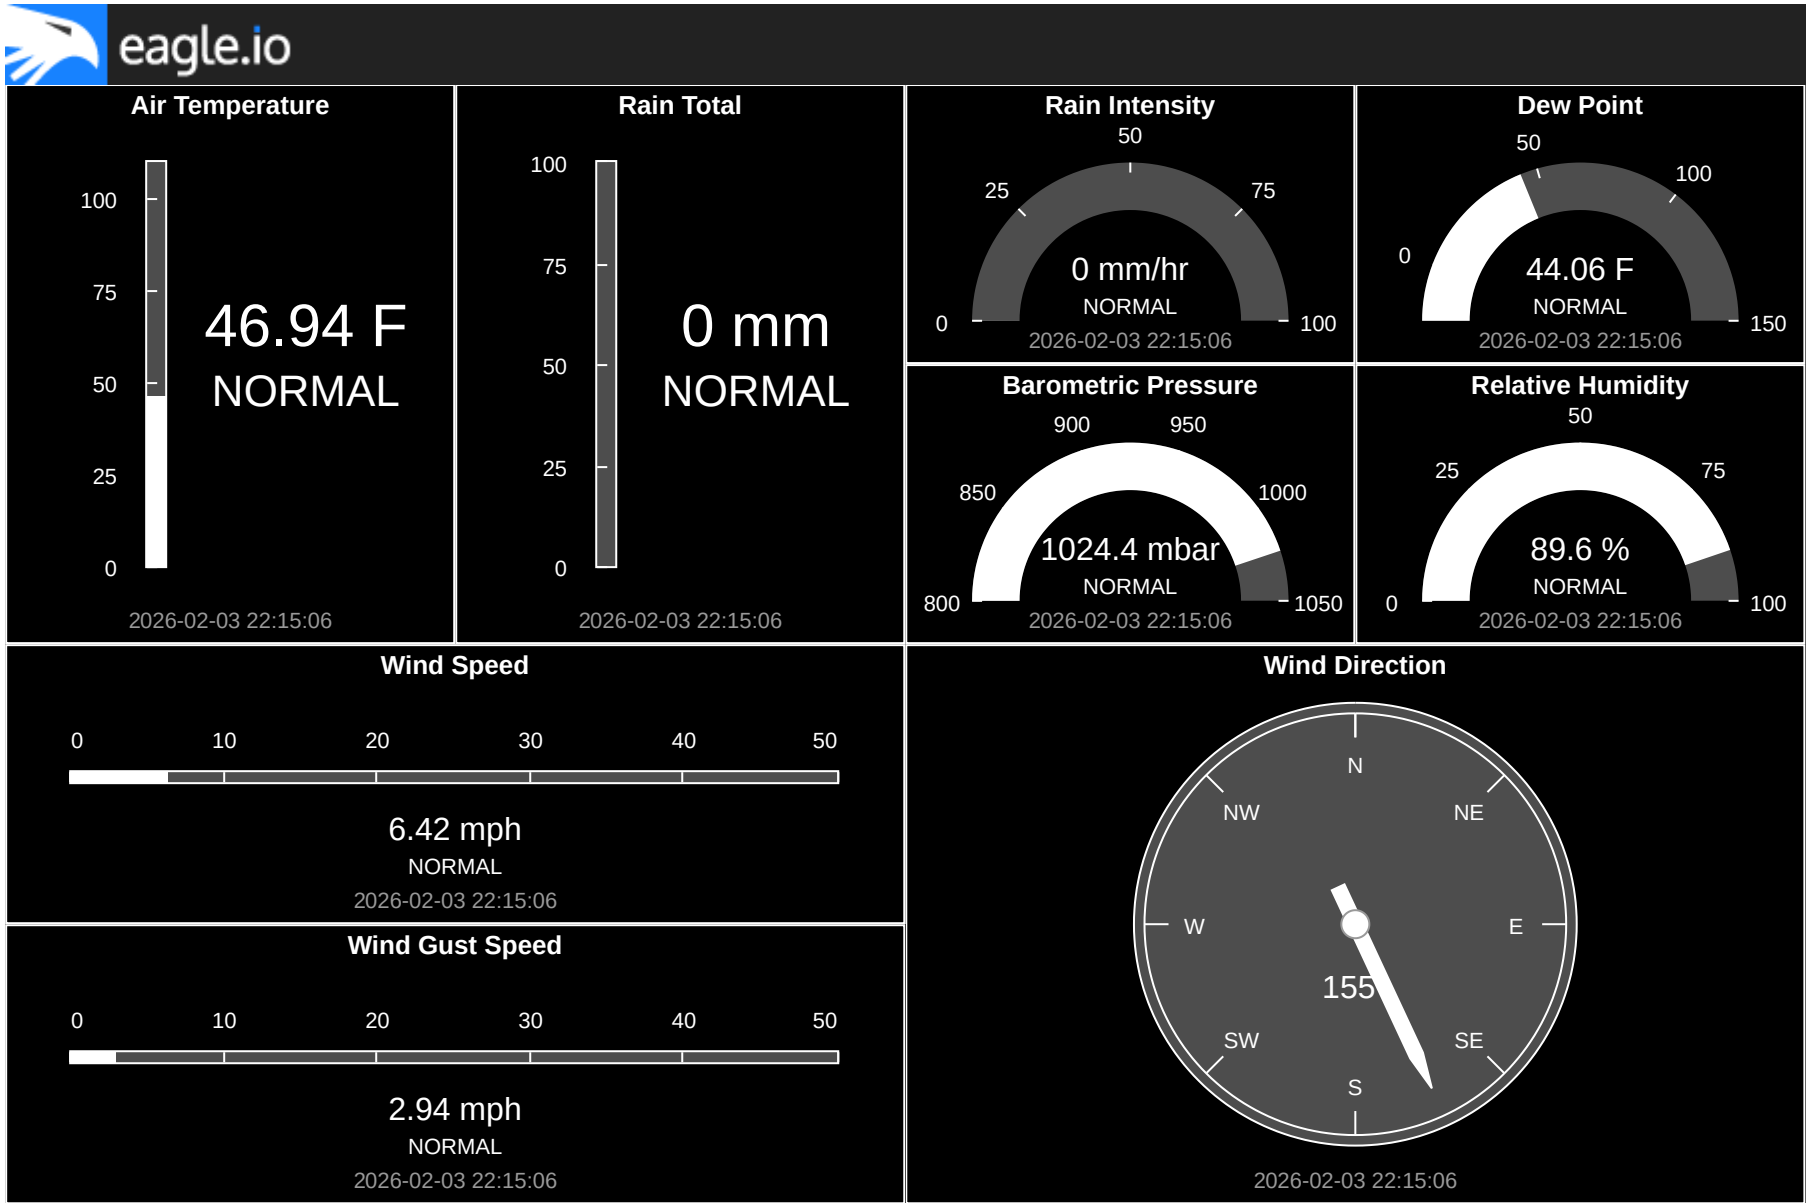 eagle.io
Air Temperature
100
75
50
25
0
46.94 F
NORMAL
2026-02-03 22:15:06
Rain Total
100
75
50
25
0
0 mm
NORMAL
2026-02-03 22:15:06
Rain Intensity
0
25
50
75
100
0 mm/hr
NORMAL
2026-02-03 22:15:06
Dew Point
0
50
100
150
44.06 F
NORMAL
2026-02-03 22:15:06
Barometric Pressure
800
850
900
950
1000
1050
1024.4 mbar
NORMAL
2026-02-03 22:15:06
Relative Humidity
0
25
50
75
100
89.6 %
NORMAL
2026-02-03 22:15:06
Wind Speed
0 10 20 30 40 50
6.42 mph
NORMAL
2026-02-03 22:15:06
Wind Gust Speed
0 10 20 30 40 50
2.94 mph
NORMAL
2026-02-03 22:15:06
Wind Direction
N
NW NE
W E
155
SW SE
S
2026-02-03 22:15:06